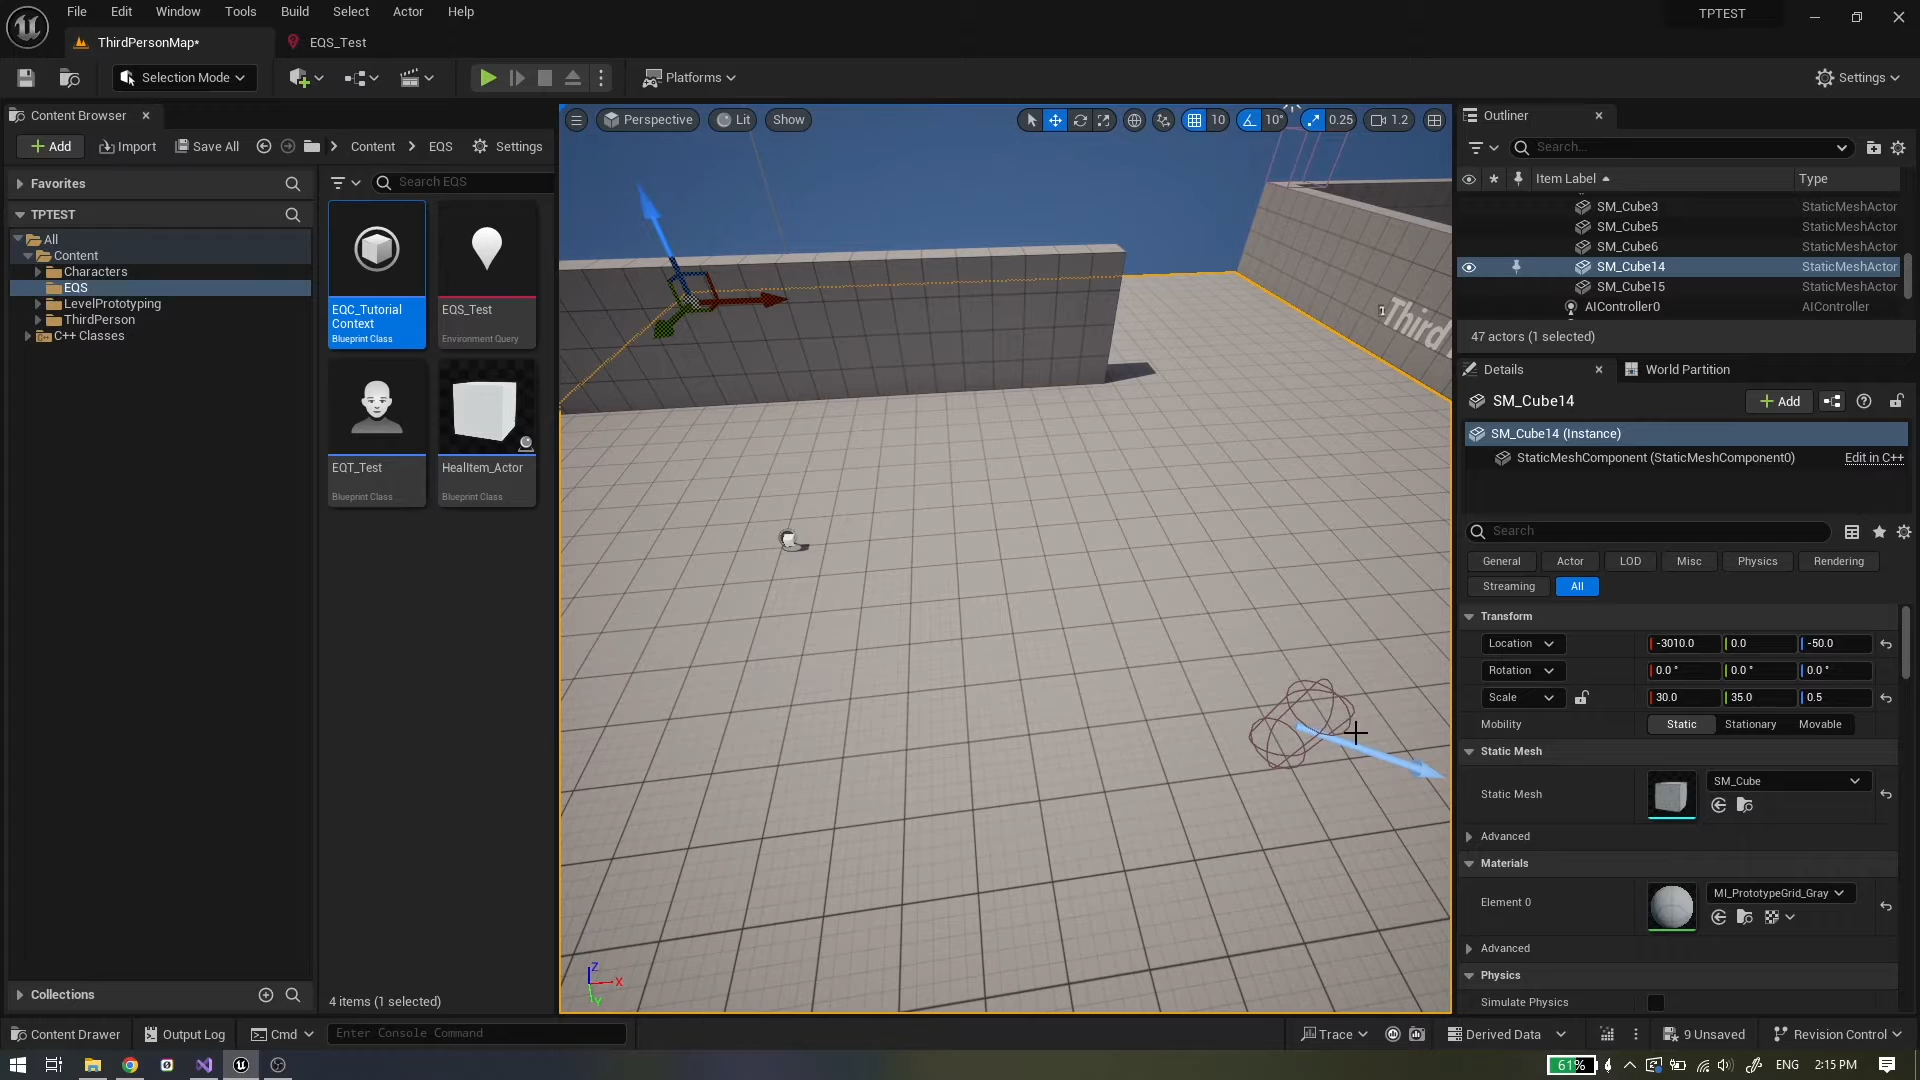 File Edit Window Tools Build Select Actor Help
TPTEST
ThirdPersonMap*
EQS_Test
Selection Mode
Platforms
Settings
Content Browser
Add
Import
Save All
Content
EQS
Settings
Favorites
TPTEST
All
Content
Characters
EQS
LevelPrototyping
ThirdPerson
C++ Classes
Search EQS
EQC_Tutorial
Context
Blueprint Class
EQS_Test
Environment Query
EQT_Test
Blueprint Class
HealItem_Actor
Blueprint Class
Collections
4 items (1 selected)
Perspective
Lit
Show
10
10°
0.25
1.2
1
Third
Z
X
Y
Outliner
Search...
Item Label
Type
SM_Cube3 StaticMeshActor
SM_Cube5 StaticMeshActor
SM_Cube6 StaticMeshActor
SM_Cube14 StaticMeshActor
SM_Cube15 StaticMeshActor
AIController0 AIController
47 actors (1 selected)
Details
World Partition
SM_Cube14
Add
SM_Cube14 (Instance)
StaticMeshComponent (StaticMeshComponent0)
Edit in C++
Search
General Actor LOD Misc Physics Rendering
Streaming All
Transform
Location -3010.0 0.0 -50.0
Rotation 0.0 ° 0.0 ° 0.0 °
Scale 30.0 35.0 0.5
Mobility Static Stationary Movable
Static Mesh
Static Mesh
SM_Cube
Advanced
Materials
Element 0
MI_PrototypeGrid_Gray
Advanced
Physics
Simulate Physics
Content Drawer
Output Log
Cmd
Enter Console Command
Trace
Derived Data
9 Unsaved
Revision Control
61%
ENG
2:15 PM